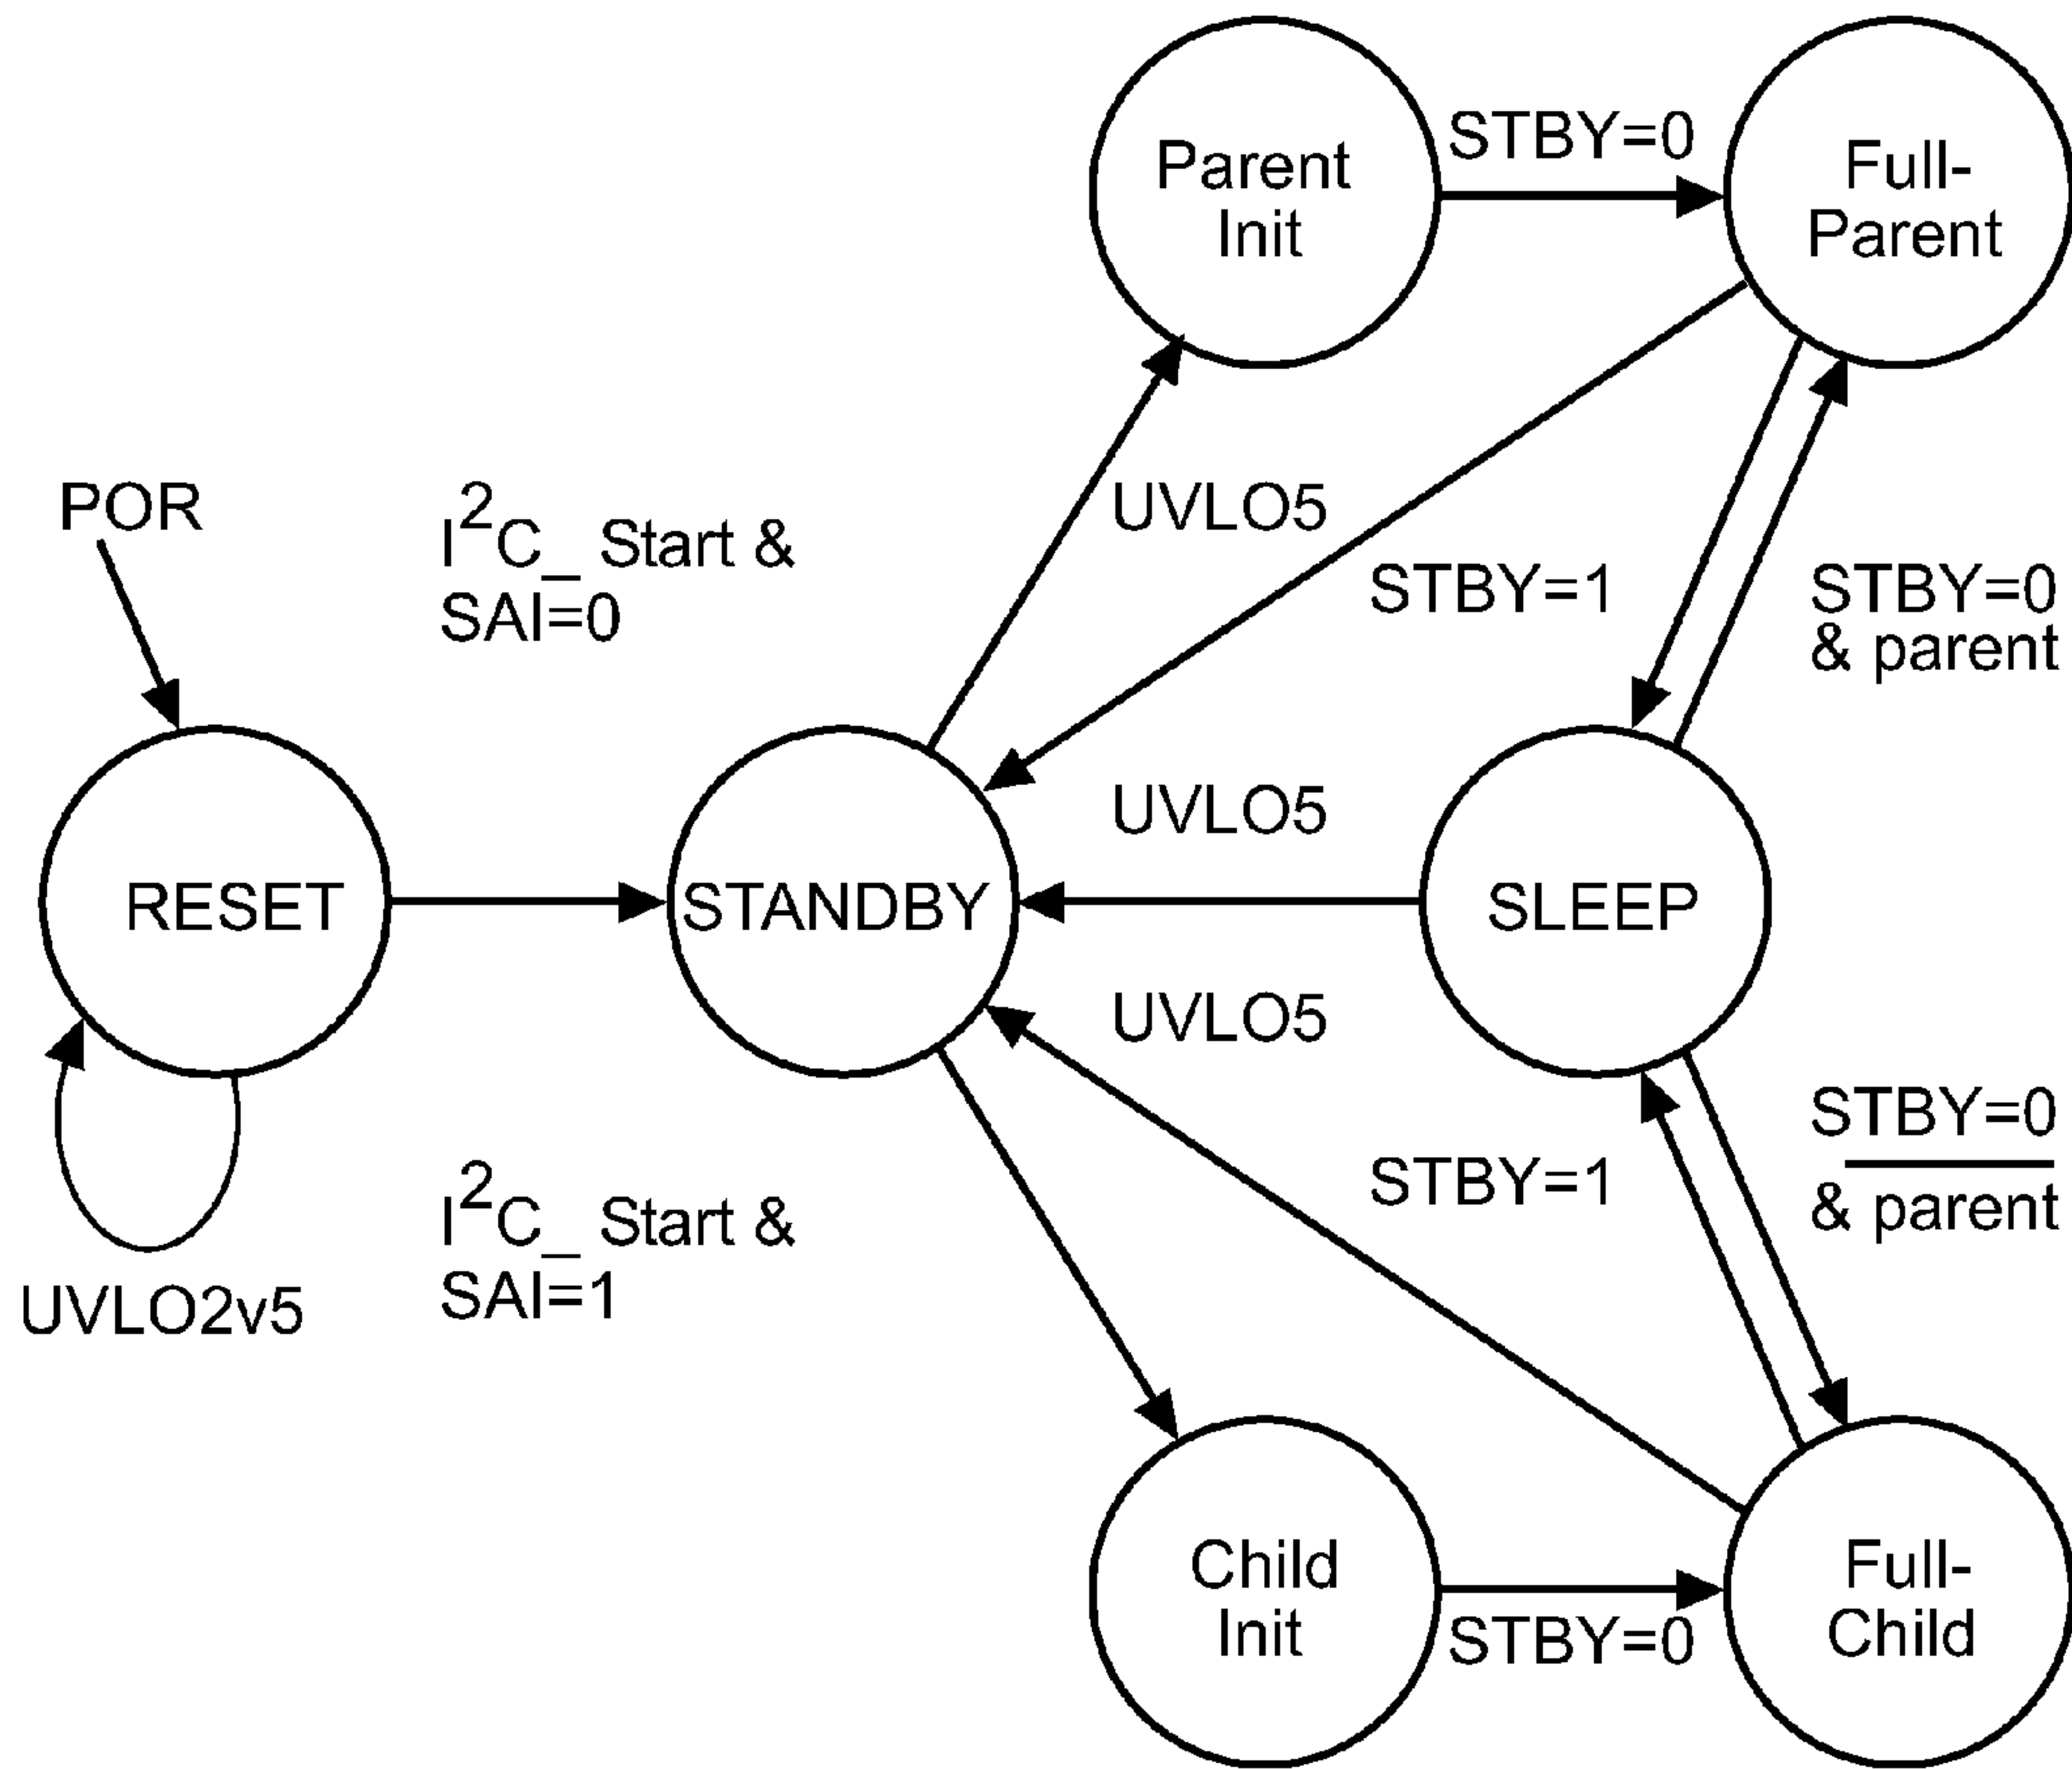 STBY=0
Parent
Init
Full-
Parent
POR
I²C_ Start &
SAI=0
UVLO5
STBY=1
STBY=0
& parent
UVLO5
RESET
STANDBY
SLEEP
UVLO5
STBY=0
& parent
STBY=1
I²C_ Start &
SAI=1
UVLO2v5
Child
Init
Full-
Child
STBY=0